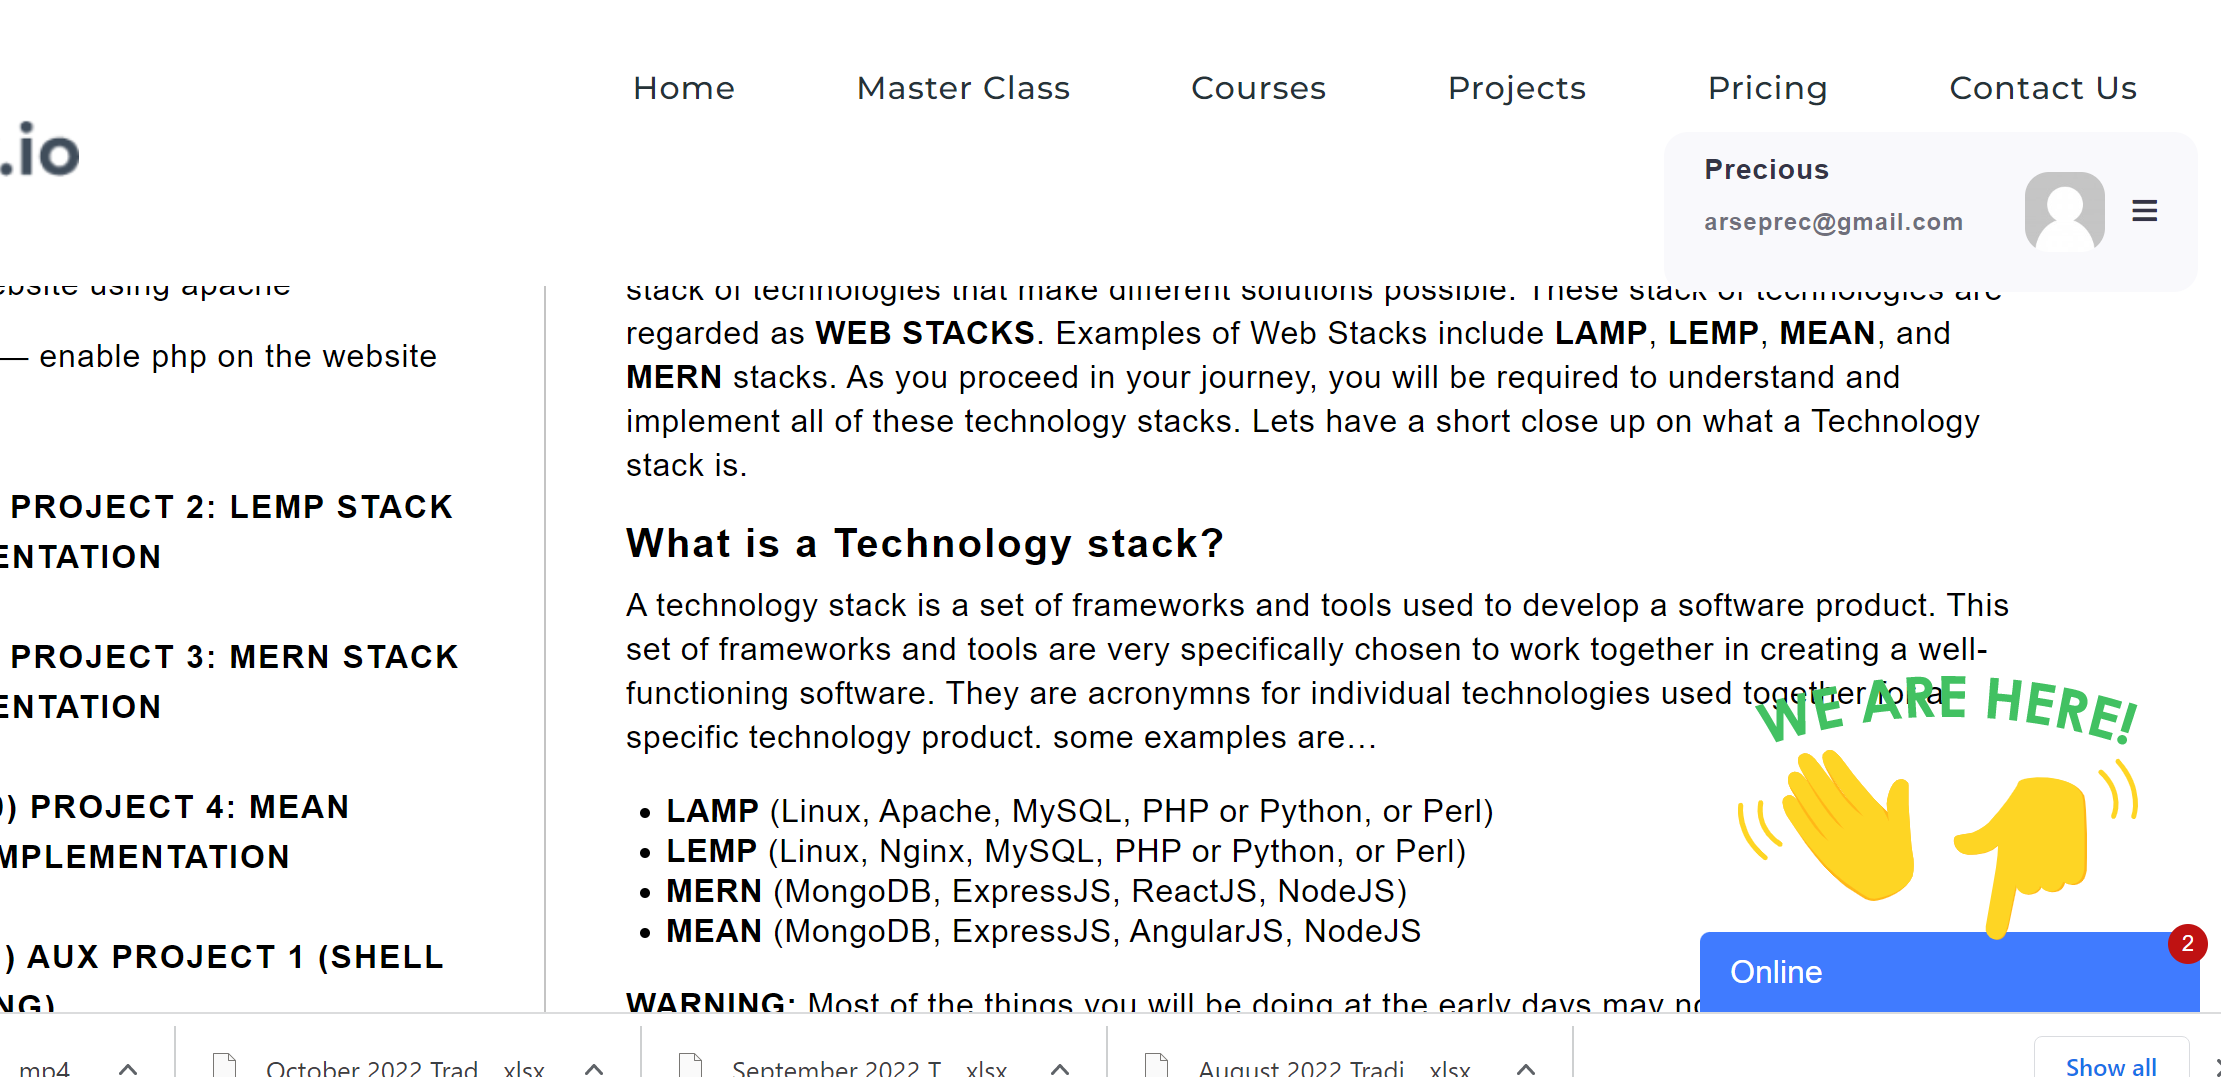 Home Master Class Courses Projects Pricing Contact Us
.io
Precious
arseprec@gmail.com
ebsite using apache
— enable php on the website
PROJECT 2: LEMP STACK
ENTATION
PROJECT 3: MERN STACK
ENTATION
) PROJECT 4: MEAN
MPLEMENTATION
) AUX PROJECT 1 (SHELL
NG)
stack of technologies that make different solutions possible. These stack of technologies are
regarded as WEB STACKS. Examples of Web Stacks include LAMP, LEMP, MEAN, and
MERN stacks. As you proceed in your journey, you will be required to understand and
implement all of these technology stacks. Lets have a short close up on what a Technology
stack is.
What is a Technology stack?
A technology stack is a set of frameworks and tools used to develop a software product. This
set of frameworks and tools are very specifically chosen to work together in creating a well-
functioning software. They are acronymns for individual technologies used together for a
specific technology product. some examples are…
• LAMP (Linux, Apache, MySQL, PHP or Python, or Perl)
• LEMP (Linux, Nginx, MySQL, PHP or Python, or Perl)
• MERN (MongoDB, ExpressJS, ReactJS, NodeJS)
• MEAN (MongoDB, ExpressJS, AngularJS, NodeJS
WARNING: Most of the things you will be doing at the early days may
WE ARE HERE!
2
Online
mp4
October 2022 Trad....xlsx
September 2022 T....xlsx
August 2022 Tradi....xlsx
Show all